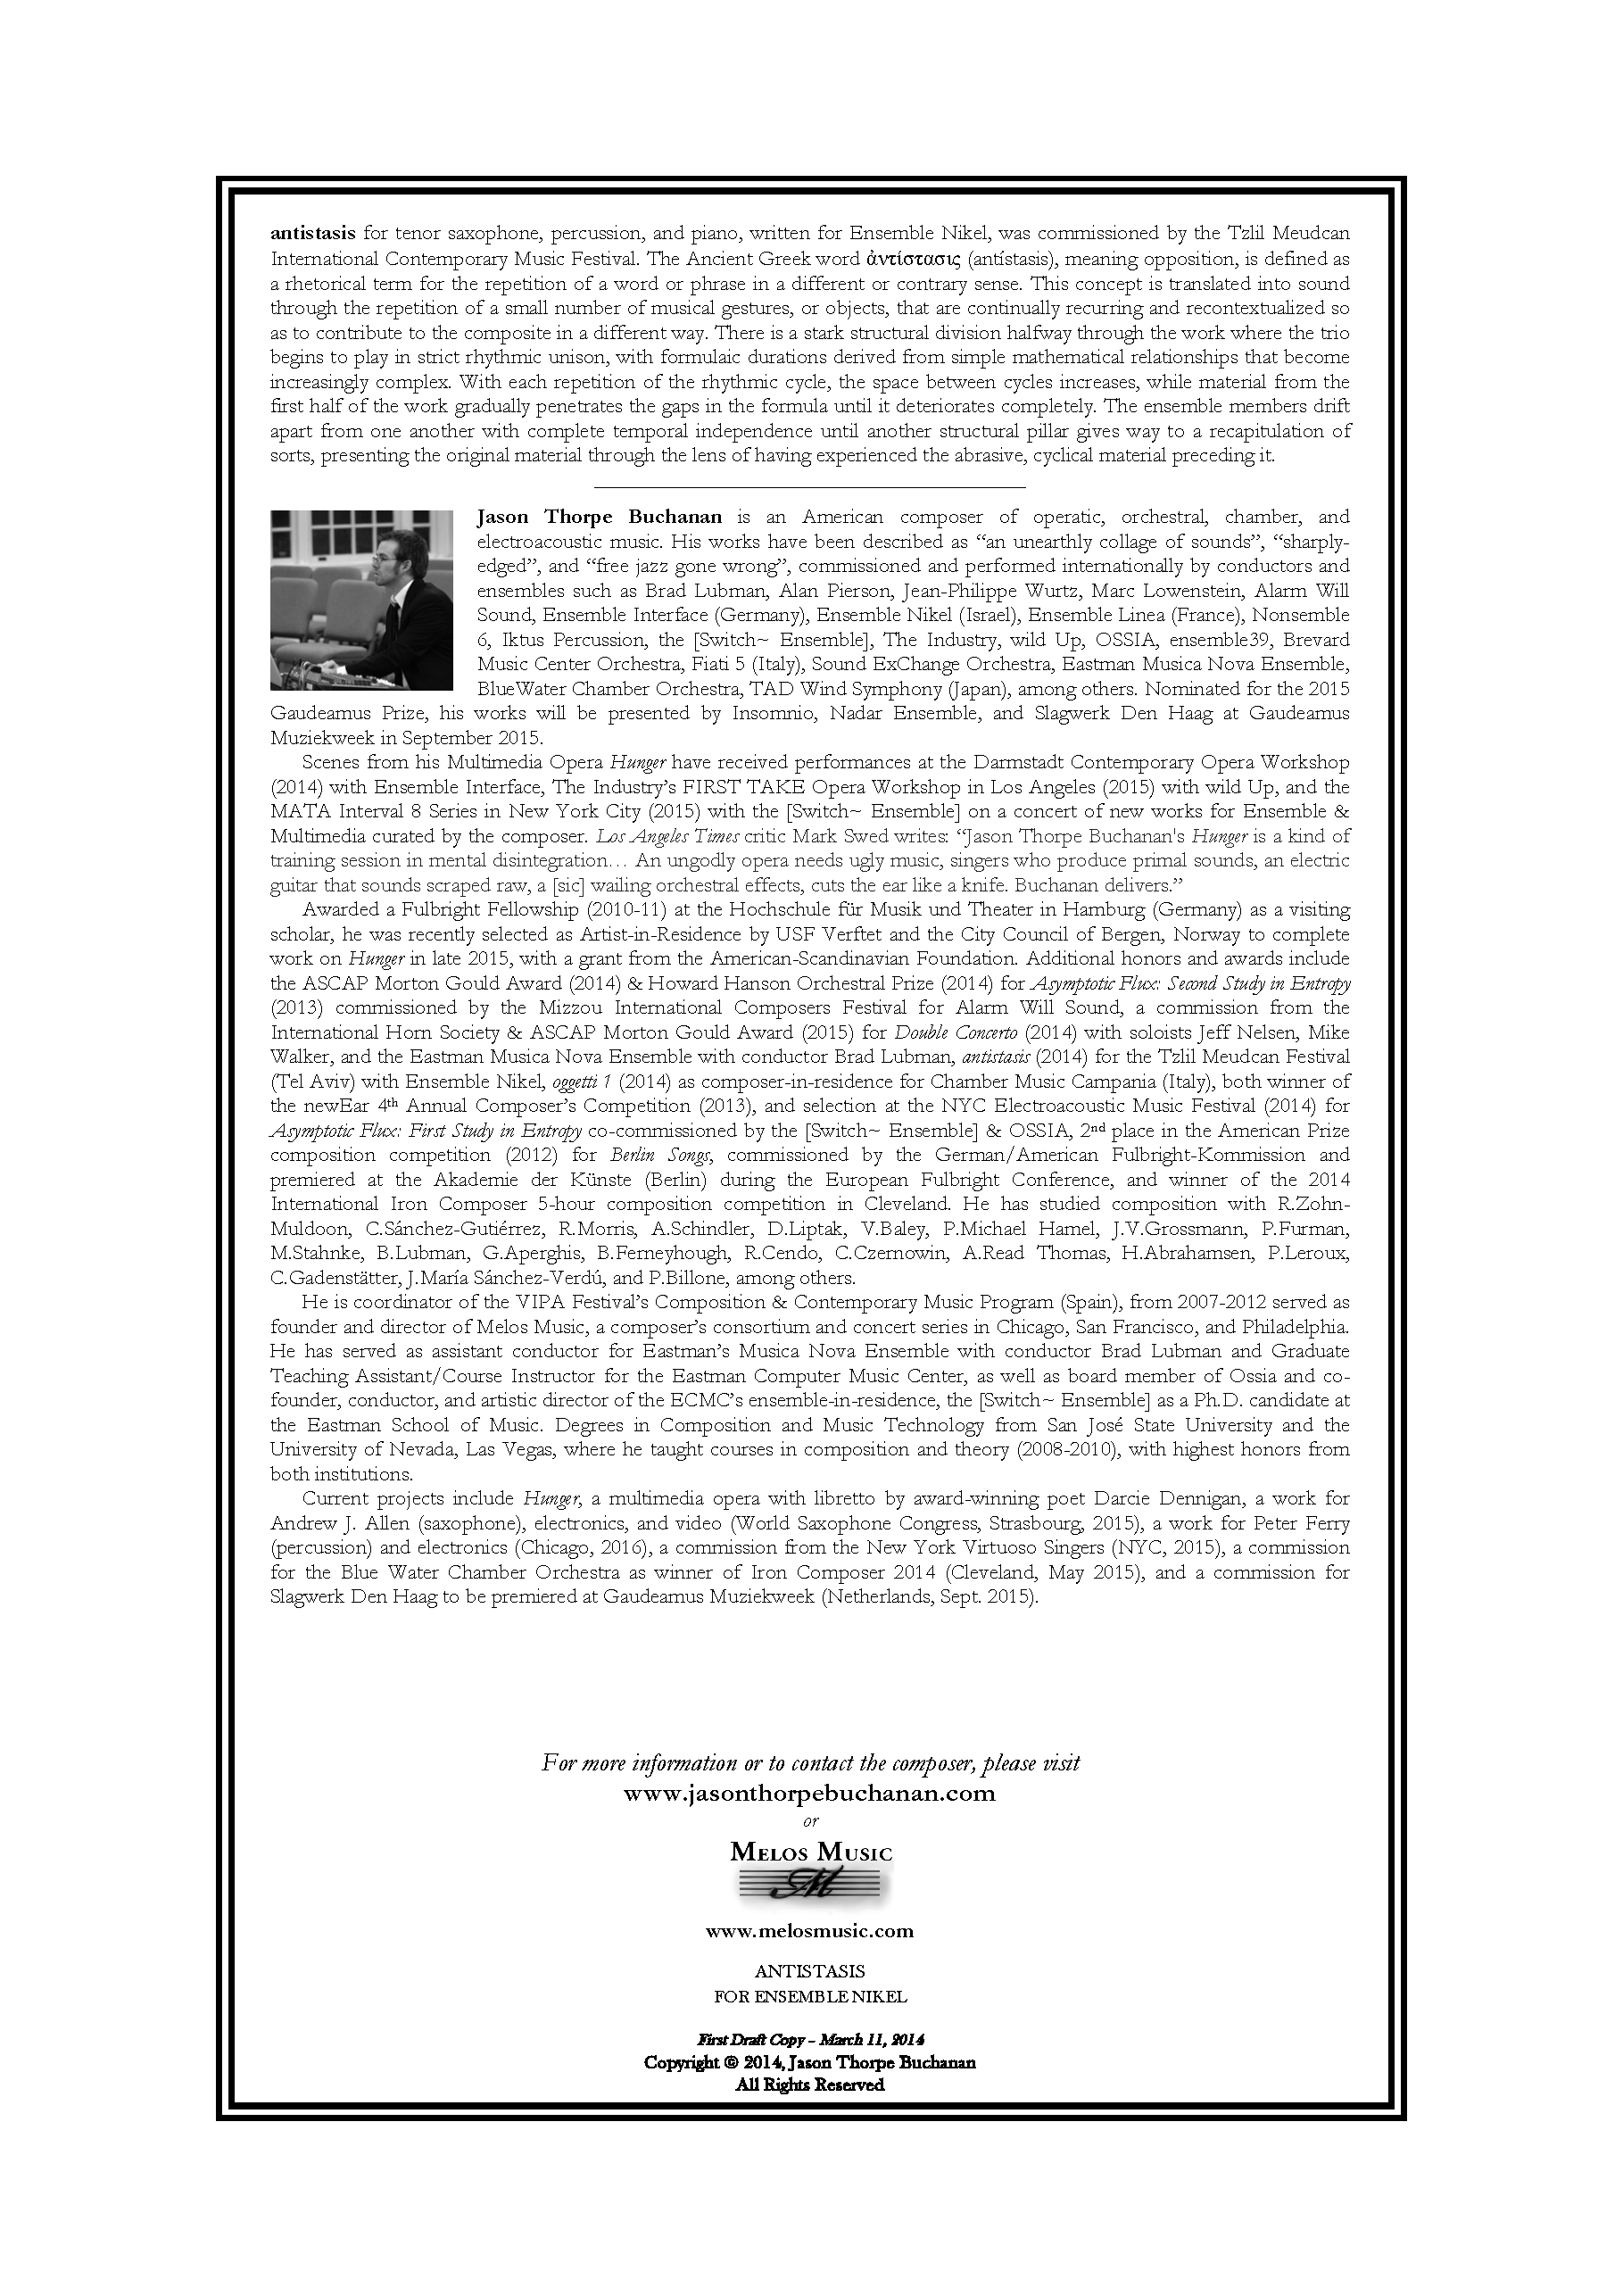 antistasis for tenor saxophone, percussion, and piano, written for Ensemble Nikel, was commissioned by the Tzlil Meudcan
International Contemporary Music Festival. The Ancient Greek word ἀντίστασις (antístasis), meaning opposition, is defined as
a rhetorical term for the repetition of a word or phrase in a different or contrary sense. This concept is translated into sound
through the repetition of a small number of musical gestures, or objects, that are continually recurring and recontextualized so
as to contribute to the composite in a different way. There is a stark structural division halfway through the work where the trio
begins to play in strict rhythmic unison, with formulaic durations derived from simple mathematical relationships that become
increasingly complex. With each repetition of the rhythmic cycle, the space between cycles increases, while material from the
first half of the work gradually penetrates the gaps in the formula until it deteriorates completely. The ensemble members drift
apart from one another with complete temporal independence until another structural pillar gives way to a recapitulation of
sorts, presenting the original material through the lens of having experienced the abrasive, cyclical material preceding it.
Jason Thorpe Buchanan is an American composer of operatic, orchestral, chamber, and
electroacoustic music. His works have been described as “an unearthly collage of sounds”, “sharply-
edged”, and “free jazz gone wrong”, commissioned and performed internationally by conductors and
ensembles such as Brad Lubman, Alan Pierson, Jean-Philippe Wurtz, Marc Lowenstein, Alarm Will
Sound, Ensemble Interface (Germany), Ensemble Nikel (Israel), Ensemble Linea (France), Nonsemble
6, Iktus Percussion, the [Switch~ Ensemble], The Industry, wild Up, OSSIA, ensemble39, Brevard
Music Center Orchestra, Fiati 5 (Italy), Sound ExChange Orchestra, Eastman Musica Nova Ensemble,
BlueWater Chamber Orchestra, TAD Wind Symphony (Japan), among others. Nominated for the 2015
Gaudeamus Prize, his works will be presented by Insomnio, Nadar Ensemble, and Slagwerk Den Haag at Gaudeamus
Muziekweek in September 2015.
Scenes from his Multimedia Opera Hunger have received performances at the Darmstadt Contemporary Opera Workshop
(2014) with Ensemble Interface, The Industry’s FIRST TAKE Opera Workshop in Los Angeles (2015) with wild Up, and the
MATA Interval 8 Series in New York City (2015) with the [Switch~ Ensemble] on a concert of new works for Ensemble &
Multimedia curated by the composer. Los Angeles Times critic Mark Swed writes: “Jason Thorpe Buchanan's Hunger is a kind of
training session in mental disintegration… An ungodly opera needs ugly music, singers who produce primal sounds, an electric
guitar that sounds scraped raw, a [sic] wailing orchestral effects, cuts the ear like a knife. Buchanan delivers.”
Awarded a Fulbright Fellowship (2010-11) at the Hochschule für Musik und Theater in Hamburg (Germany) as a visiting
scholar, he was recently selected as Artist-in-Residence by USF Verftet and the City Council of Bergen, Norway to complete
work on Hunger in late 2015, with a grant from the American-Scandinavian Foundation. Additional honors and awards include
the ASCAP Morton Gould Award (2014) & Howard Hanson Orchestral Prize (2014) for Asymptotic Flux: Second Study in Entropy
(2013) commissioned by the Mizzou International Composers Festival for Alarm Will Sound, a commission from the
International Horn Society & ASCAP Morton Gould Award (2015) for Double Concerto (2014) with soloists Jeff Nelsen, Mike
Walker, and the Eastman Musica Nova Ensemble with conductor Brad Lubman, antistasis (2014) for the Tzlil Meudcan Festival
(Tel Aviv) with Ensemble Nikel, oggetti 1 (2014) as composer-in-residence for Chamber Music Campania (Italy), both winner of
the newEar 4th Annual Composer’s Competition (2013), and selection at the NYC Electroacoustic Music Festival (2014) for
Asymptotic Flux: First Study in Entropy co-commissioned by the [Switch~ Ensemble] & OSSIA, 2nd place in the American Prize
composition competition (2012) for Berlin Songs, commissioned by the German/American Fulbright-Kommission and
premiered at the Akademie der Künste (Berlin) during the European Fulbright Conference, and winner of the 2014
International Iron Composer 5-hour composition competition in Cleveland. He has studied composition with R.Zohn-
Muldoon, C.Sánchez-Gutiérrez, R.Morris, A.Schindler, D.Liptak, V.Baley, P.Michael Hamel, J.V.Grossmann, P.Furman,
M.Stahnke, B.Lubman, G.Aperghis, B.Ferneyhough, R.Cendo, C.Czernowin, A.Read Thomas, H.Abrahamsen, P.Leroux,
C.Gadenstätter, J.María Sánchez-Verdú, and P.Billone, among others.
He is coordinator of the VIPA Festival’s Composition & Contemporary Music Program (Spain), from 2007-2012 served as
founder and director of Melos Music, a composer’s consortium and concert series in Chicago, San Francisco, and Philadelphia.
He has served as assistant conductor for Eastman’s Musica Nova Ensemble with conductor Brad Lubman and Graduate
Teaching Assistant/Course Instructor for the Eastman Computer Music Center, as well as board member of Ossia and co-
founder, conductor, and artistic director of the ECMC’s ensemble-in-residence, the [Switch~ Ensemble] as a Ph.D. candidate at
the Eastman School of Music. Degrees in Composition and Music Technology from San José State University and the
University of Nevada, Las Vegas, where he taught courses in composition and theory (2008-2010), with highest honors from
both institutions.
Current projects include Hunger, a multimedia opera with libretto by award-winning poet Darcie Dennigan, a work for
Andrew J. Allen (saxophone), electronics, and video (World Saxophone Congress, Strasbourg, 2015), a work for Peter Ferry
(percussion) and electronics (Chicago, 2016), a commission from the New York Virtuoso Singers (NYC, 2015), a commission
for the Blue Water Chamber Orchestra as winner of Iron Composer 2014 (Cleveland, May 2015), and a commission for
Slagwerk Den Haag to be premiered at Gaudeamus Muziekweek (Netherlands, Sept. 2015).
For more information or to contact the composer, please visit
www.jasonthorpebuchanan.com
or
MELOS MUSIC
M
www.melosmusic.com
ANTISTASIS
FOR ENSEMBLE NIKEL
First Draft Copy – March 11, 2014
Copyright © 2014, Jason Thorpe Buchanan
All Rights Reserved